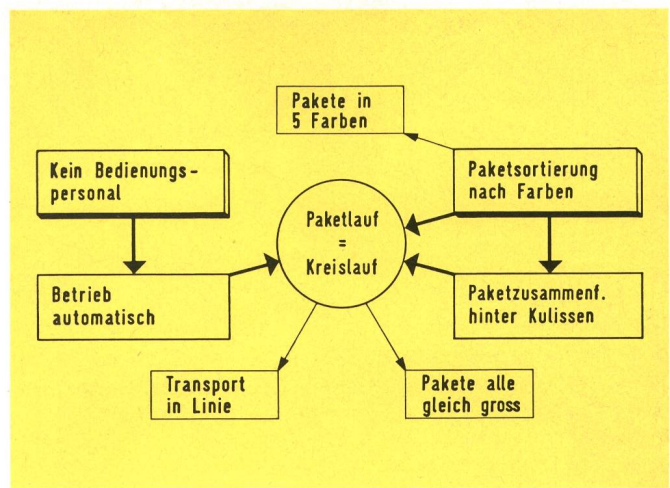 Pakete in
5 Farben
Kein Bedienungs-
personal
Paketsortierung
nach Farben
Paketlauf
=
Kreislauf
Betrieb
automatisch
Paketzusammenf.
hinter Kulissen
Transport
in Linie
Pakete alle
gleich gross